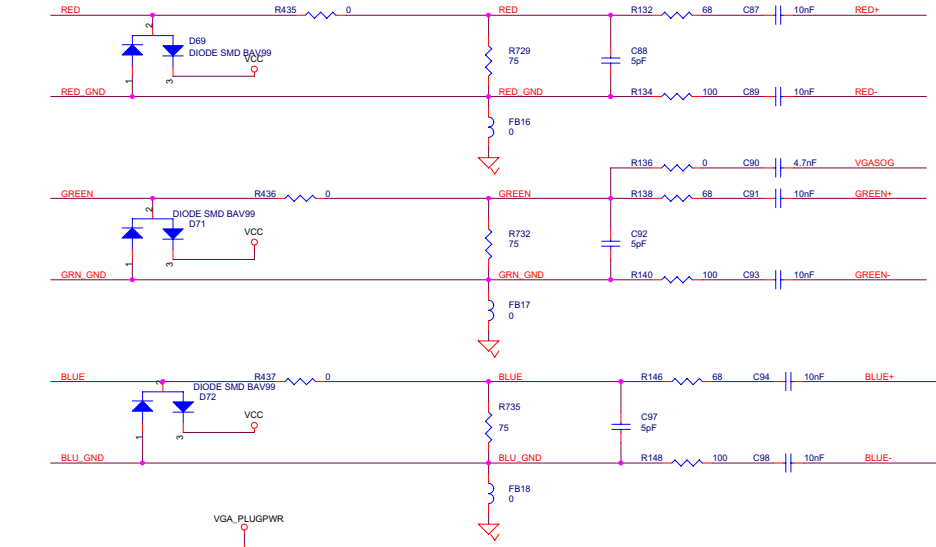 RED R435 0 RED R132 68 C87 10nF RED+
2
D69
DIODE SMD BAV99
VCC
1 3
R729
75
C88
5pF
RED_GND RED_GND R134 100 C89 10nF RED-
FB16
0
R136 0 C90 4.7nF VGASOG
GREEN R436 0 GREEN R138 68 C91 10nF GREEN+
2
DIODE SMD BAV99
D71
VCC
1 3
R732
75
C92
5pF
GRN_GND GRN_GND R140 100 C93 10nF GREEN-
FB17
0
BLUE R437 0 BLUE R146 68 C94 10nF BLUE+
2
DIODE SMD BAV99
D72
VCC
1 3
R735
75
C97
5pF
BLU_GND BLU_GND R148 100 C98 10nF BLUE-
FB18
0
VGA_PLUGPWR